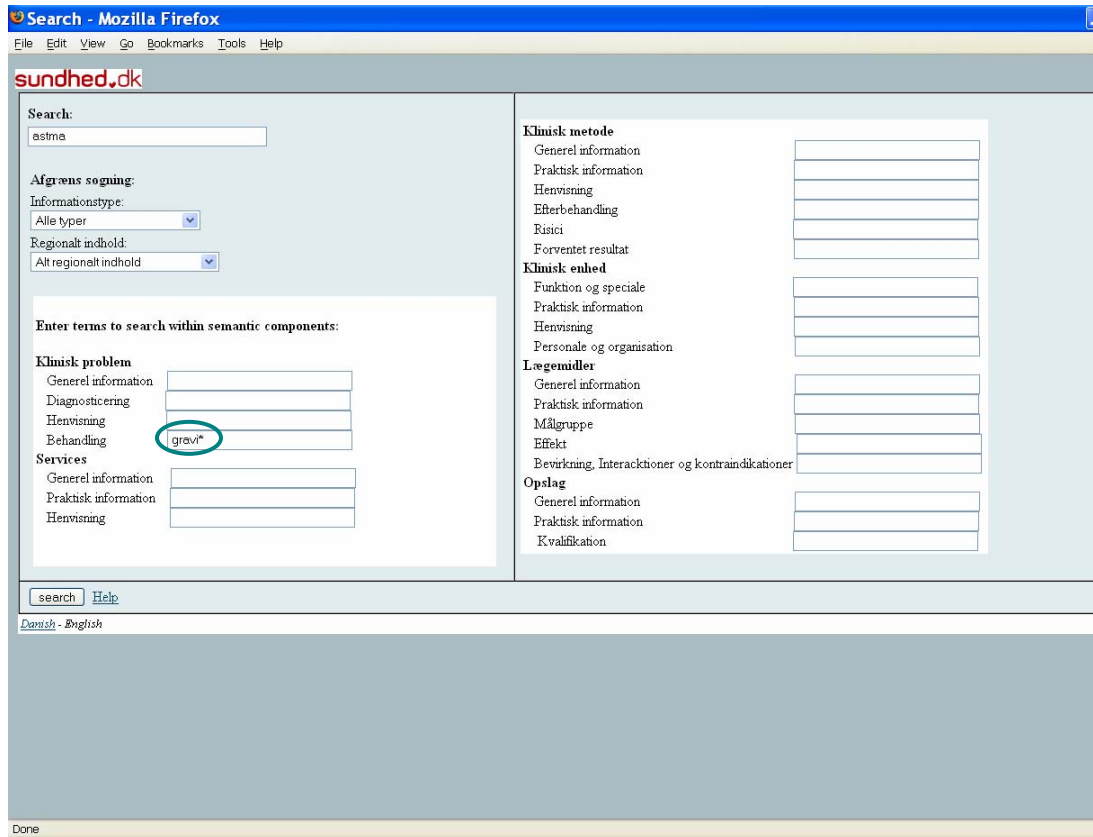 Search - Mozilla Firefox
File Edit View Go Bookmarks Tools Help
sundhed.dk
Search:
astma
Afgræns sogning:
Informationstype:
Alle typer
Regionalt indhold:
Alt regionalt indhold
Enter terms to search within semantic components:
Klinisk problem
Generel information
Diagnosticering
Henvisning
Behandling gravi*
Services
Generel information
Praktisk information
Henvisning
Klinisk metode
Generel information
Praktisk information
Henvisning
Efterbehandling
Risici
Forventet resultat
Klinisk enhed
Funktion og speciale
Praktisk information
Henvisning
Personale og organisation
Lægemidler
Generel information
Praktisk information
Målgruppe
Effekt
Bevirkning, Interacktioner og kontraindikationer
Opslag
Generel information
Praktisk information
Kvalifikation
search Help
Danish - English
Done